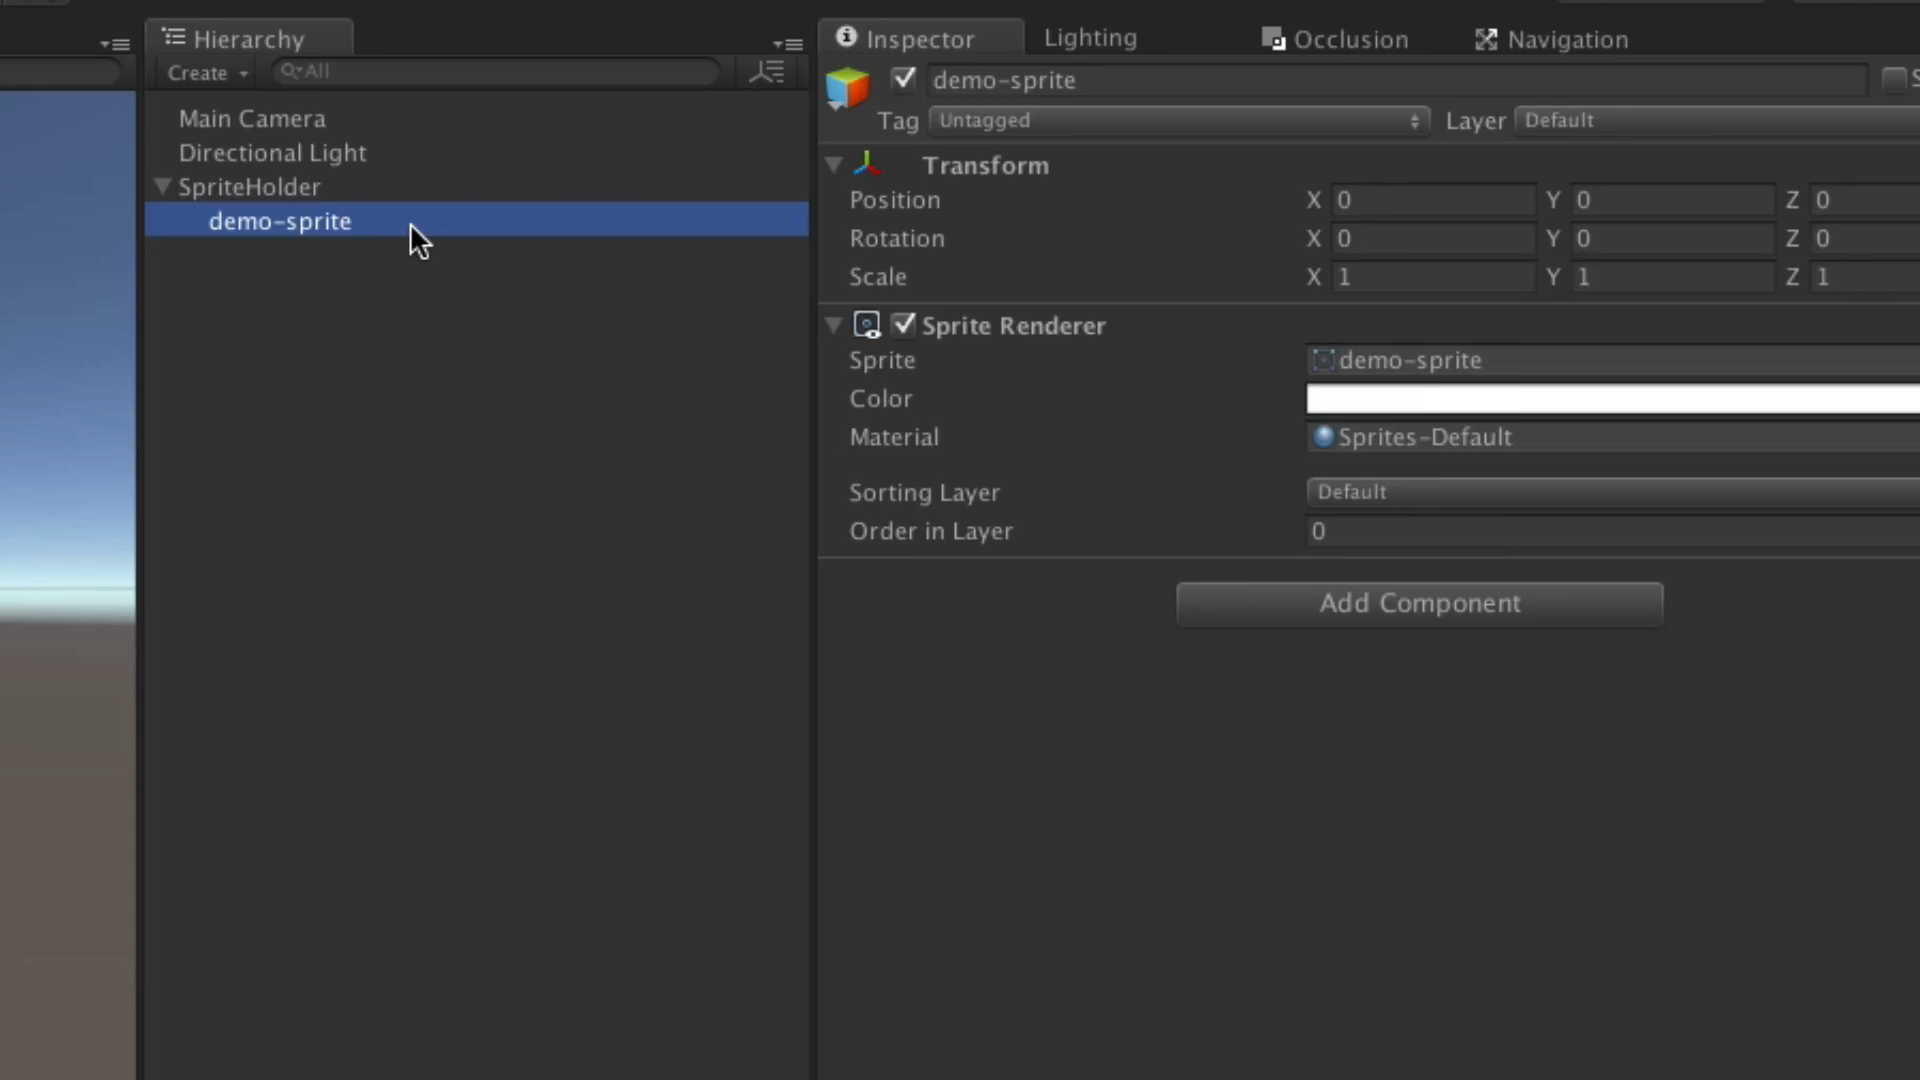 Hierarchy
Create
All
Main Camera
Directional Light
SpriteHolder
demo-sprite
Inspector
Lighting
Occlusion
Navigation
demo-sprite
S
Tag Untagged Layer Default
Transform
Position X 0 Y 0 Z 0
Rotation X 0 Y 0 Z 0
Scale X 1 Y 1 Z 1
Sprite Renderer
Sprite demo-sprite
Color
Material Sprites-Default
Sorting Layer Default
Order in Layer 0
Add Component